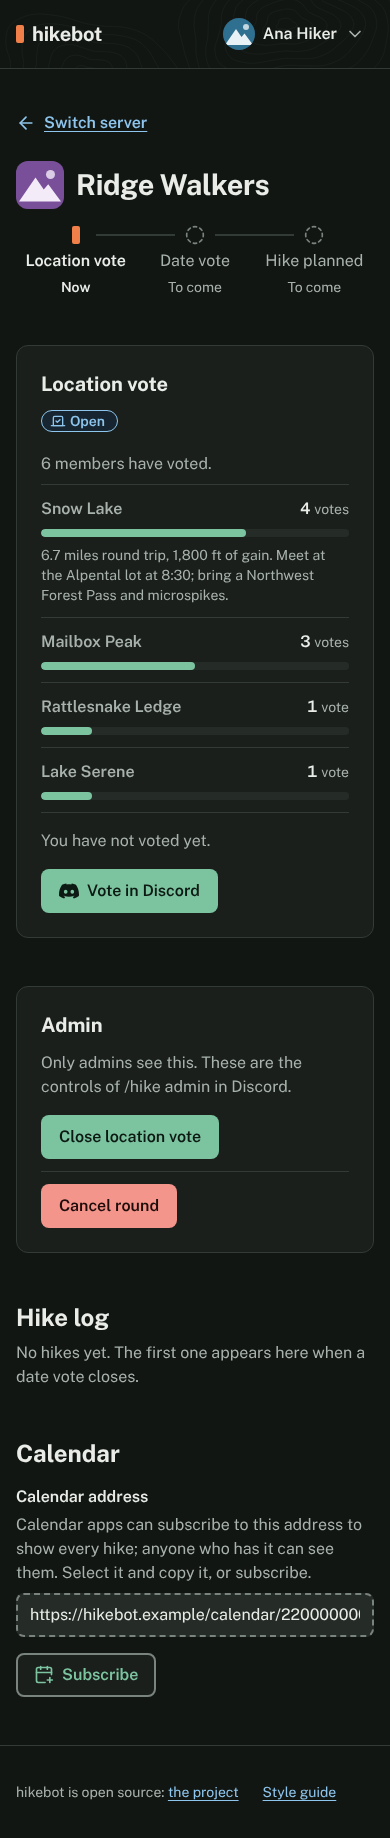 hikebot
Ana Hiker
Switch server
Ridge Walkers
Location vote
Date vote
Hike planned
Now
To come
To come
Location vote
Open
6 members have voted.
Snow Lake
4 votes
6.7 miles round trip, 1,800 ft of gain. Meet at
the Alpental lot at 8:30; bring a Northwest
Forest Pass and microspikes.
Mailbox Peak
3 votes
Rattlesnake Ledge
1 vote
Lake Serene
1 vote
You have not voted yet.
Vote in Discord
Admin
Only admins see this. These are the
controls of /hike admin in Discord.
Close location vote
Cancel round
Hike log
No hikes yet. The first one appears here when a
date vote closes.
Calendar
Calendar address
Calendar apps can subscribe to this address to
show every hike; anyone who has it can see
them. Select it and copy it, or subscribe.
https://hikebot.example/calendar/220000000
Subscribe
hikebot is open source: the project
Style guide